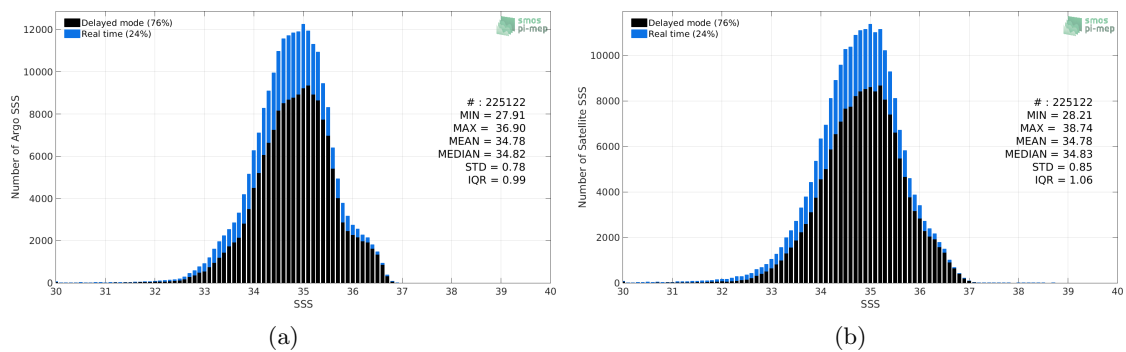 Delayed mode (76%)
Real time (24%)
smos
pi-mep
12000
10000
8000
6000
4000
2000
0
Number of Argo SSS
# : 225122
MIN = 27.91
MAX = 36.90
MEAN = 34.78
MEDIAN = 34.82
STD = 0.78
IQR = 0.99
30 31 32 33 34 35 36 37 38 39 40
SSS
(a)
Delayed mode (76%)
Real time (24%)
smos
pi-mep
10000
8000
6000
4000
2000
0
Number of Satellite SSS
# : 225122
MIN = 28.21
MAX = 38.74
MEAN = 34.78
MEDIAN = 34.83
STD = 0.85
IQR = 1.06
30 31 32 33 34 35 36 37 38 39 40
SSS
(b)